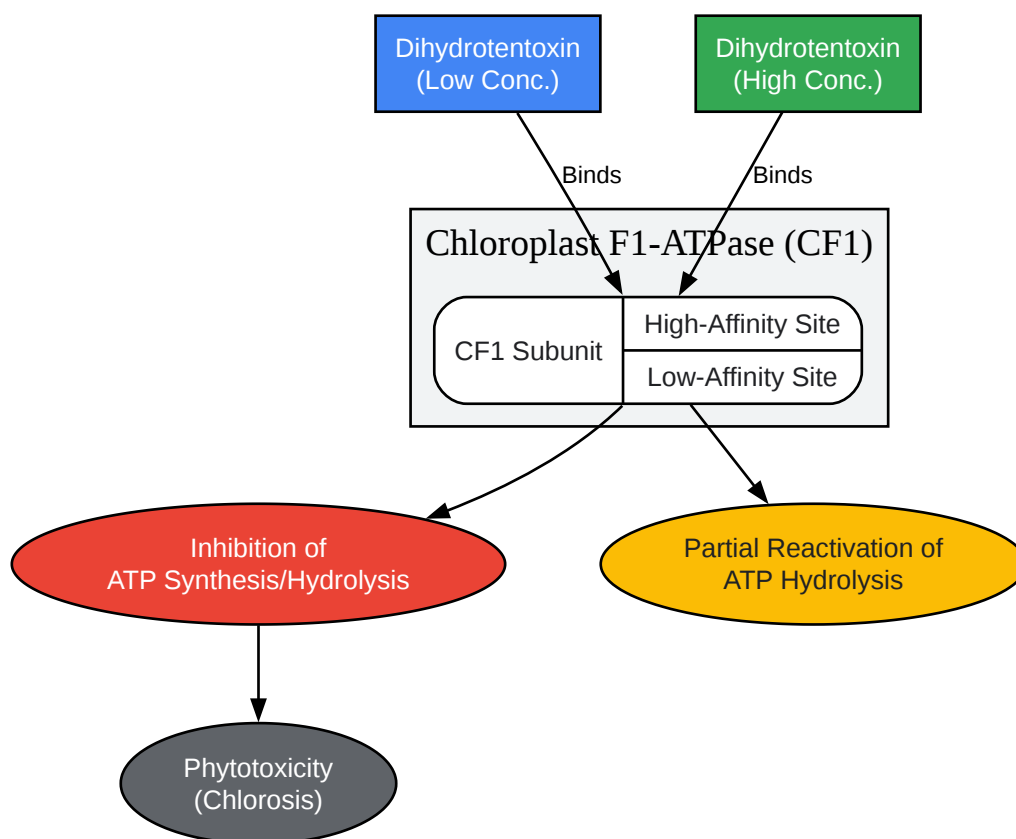 Dihydrotentoxin
(Low Conc.)
Dihydrotentoxin
(High Conc.)
Binds
Binds
Chloroplast F1-ATPase (CF1)
CF1 Subunit
High-Affinity Site
Low-Affinity Site
Inhibition of
ATP Synthesis/Hydrolysis
Partial Reactivation of
ATP Hydrolysis
Phytotoxicity
(Chlorosis)